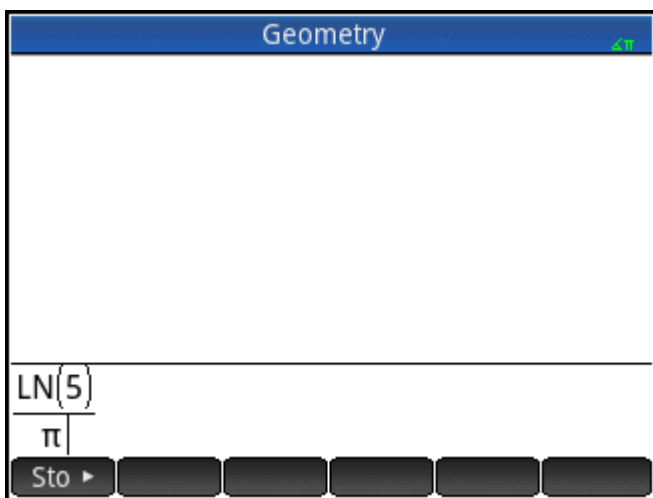 Geometry
∡π
LN(5)
π
Sto ►